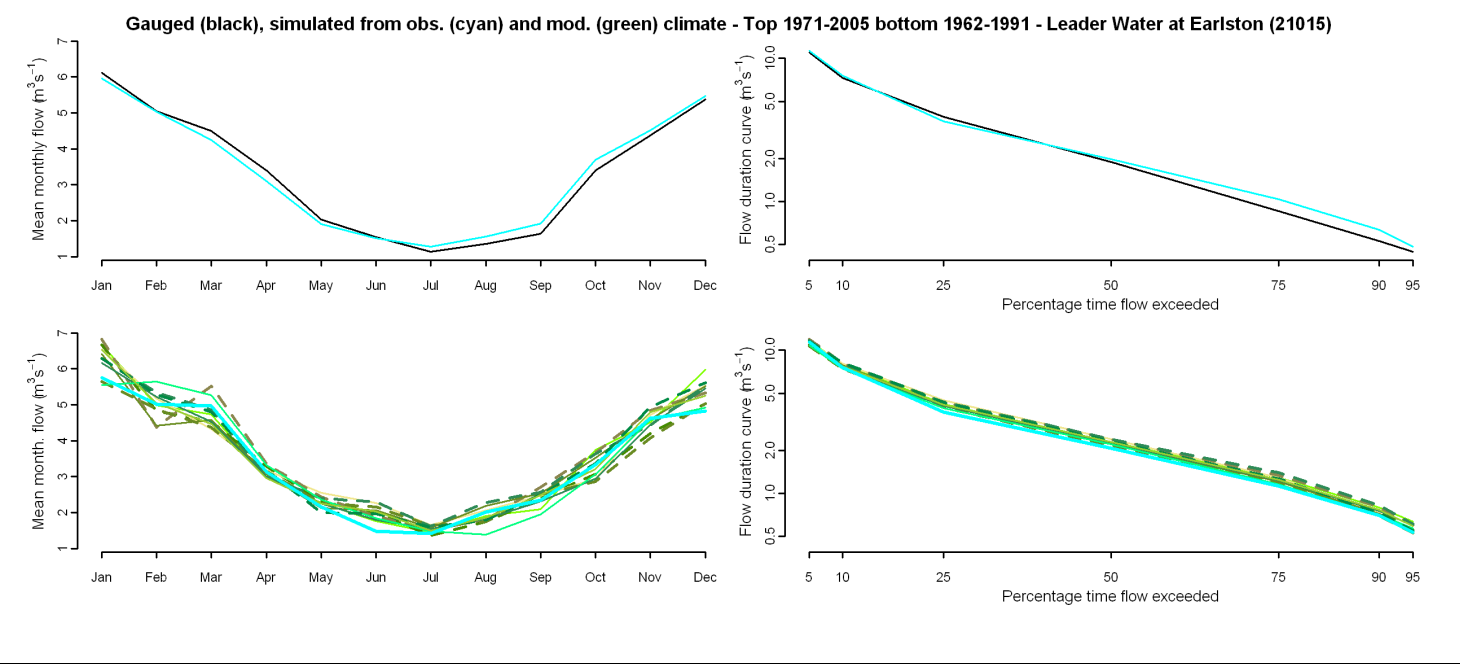 Gauged (black), simulated from obs. (cyan) and mod. (green) climate - Top 1971-2005 bottom 1962-1991 - Leader Water at Earlston (21015)
Mean monthly flow (m³s⁻¹)
7
6
5
4
3
2
1
Jan Feb Mar Apr May Jun Jul Aug Sep Oct Nov Dec
Flow duration curve (m³s⁻¹)
10.0
5.0
2.0
1.0
0.5
5 10 25 50 75 90 95
Percentage time flow exceeded
Mean month. flow (m³s⁻¹)
7
6
5
4
3
2
1
Jan Feb Mar Apr May Jun Jul Aug Sep Oct Nov Dec
Flow duration curve (m³s⁻¹)
10.0
5.0
2.0
1.0
0.5
5 10 25 50 75 90 95
Percentage time flow exceeded